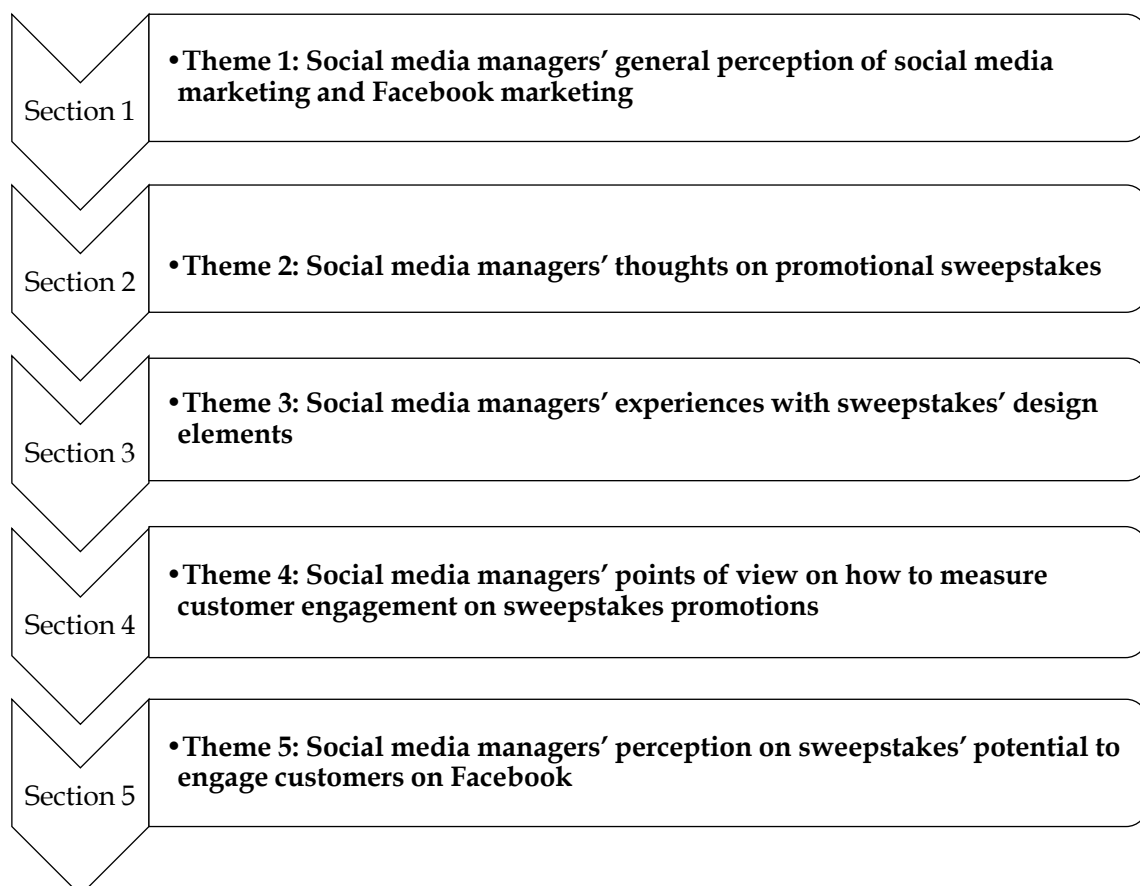 Section 1
•Theme 1: Social media managers’ general perception of social media
marketing and Facebook marketing
Section 2
•Theme 2: Social media managers’ thoughts on promotional sweepstakes
Section 3
•Theme 3: Social media managers’ experiences with sweepstakes’ design
elements
Section 4
•Theme 4: Social media managers’ points of view on how to measure
customer engagement on sweepstakes promotions
Section 5
•Theme 5: Social media managers’ perception on sweepstakes’ potential to
engage customers on Facebook